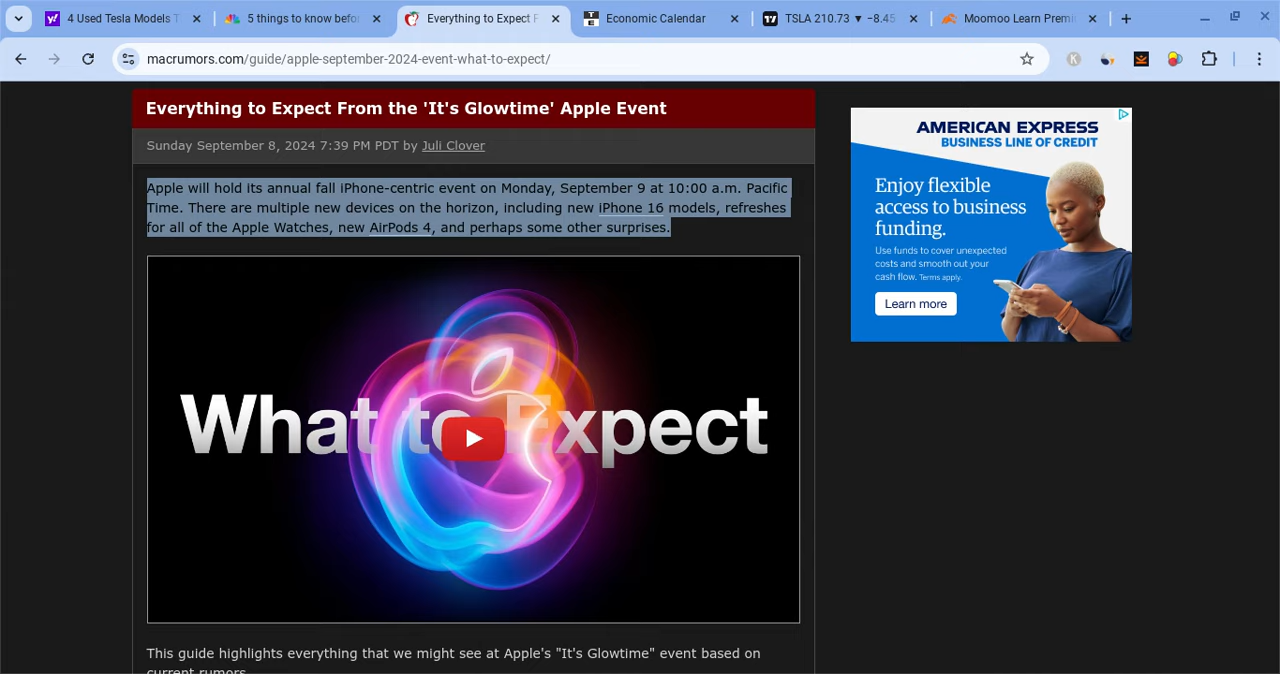 4 Used Tesla Models T
5 things to know befor
Everything to Expect F
Economic Calendar
TSLA 210.73 ▼ −8.45
Moomoo Learn Premi
macrumors.com/guide/apple-september-2024-event-what-to-expect/
Everything to Expect From the 'It's Glowtime' Apple Event
Sunday September 8, 2024 7:39 PM PDT by Juli Clover
Apple will hold its annual fall iPhone-centric event on Monday, September 9 at 10:00 a.m. Pacific
Time. There are multiple new devices on the horizon, including new iPhone 16 models, refreshes
for all of the Apple Watches, new AirPods 4, and perhaps some other surprises.
What to Expect
This guide highlights everything that we might see at Apple's "It's Glowtime" event based on
current rumors.
AMERICAN EXPRESS
BUSINESS LINE OF CREDIT
Enjoy flexible
access to business
funding.
Use funds to cover unexpected
costs and smooth out your
cash flow. Terms apply.
Learn more